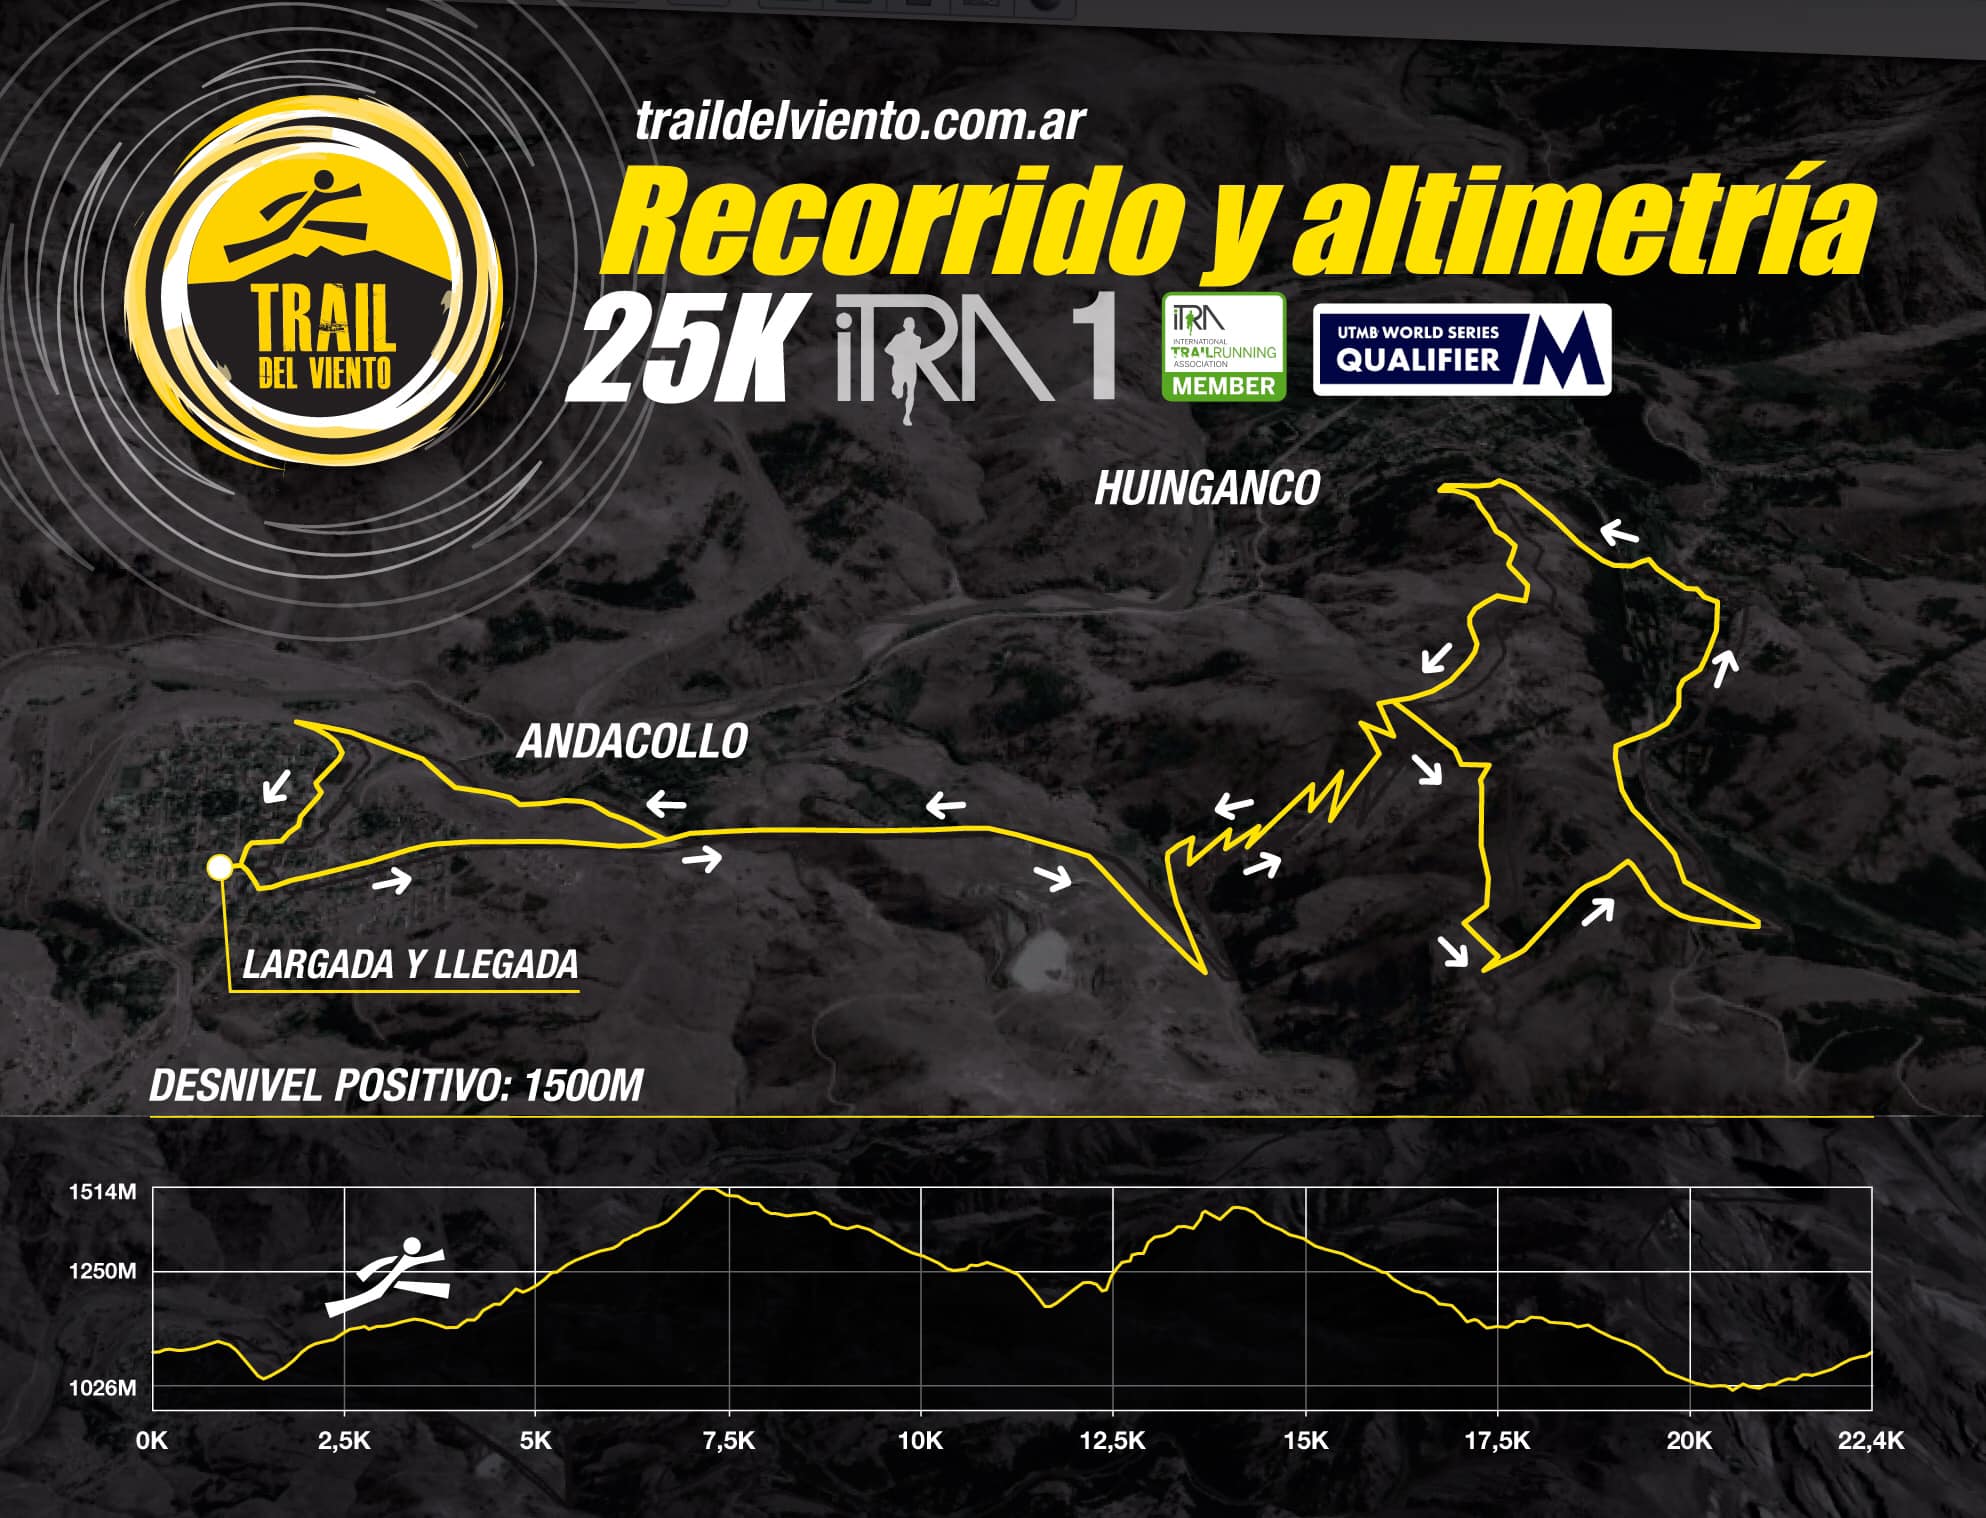 TRAIL
DEL VIENTO
traildelviento.com.ar
Recorrido y altimetría
25K iTRA 1
iTRA
INTERNATIONAL
TRAILRUNNING
ASSOCIATION
MEMBER
UTMB® WORLD SERIES
QUALIFIER
HUINGANCO
ANDACOLLO
LARGADA Y LLEGADA
DESNIVEL POSITIVO: 1500M
1514M
1250M
1026M
0K 2,5K 5K 7,5K 10K 12,5K 15K 17,5K 20K 22,4K